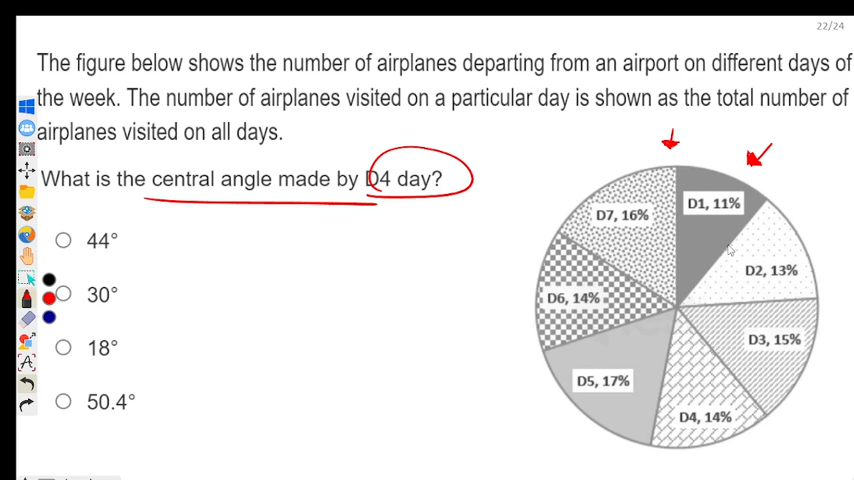 22/24
The figure below shows the number of airplanes departing from an airport on different days of
the week. The number of airplanes visited on a particular day is shown as the total number of
airplanes visited on all days.
What is the central angle made by D4 day?
44°
30°
18°
50.4°
D1, 11%
D7, 16%
D2, 13%
D6, 14%
D3, 15%
D5, 17%
D4, 14%
A